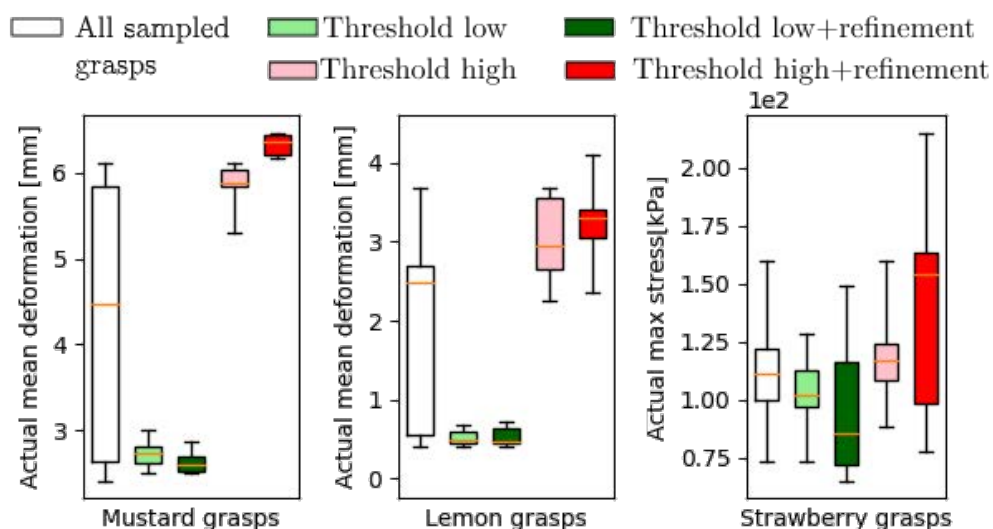 All sampled grasps
Threshold low
Threshold high
Threshold low+refinement
Threshold high+refinement
Actual mean deformation [mm]
6
5
4
3
Mustard grasps
Actual mean deformation [mm]
4
3
2
1
0
Lemon grasps
1e2
Actual max stress[kPa]
2.00
1.75
1.50
1.25
1.00
0.75
Strawberry grasps